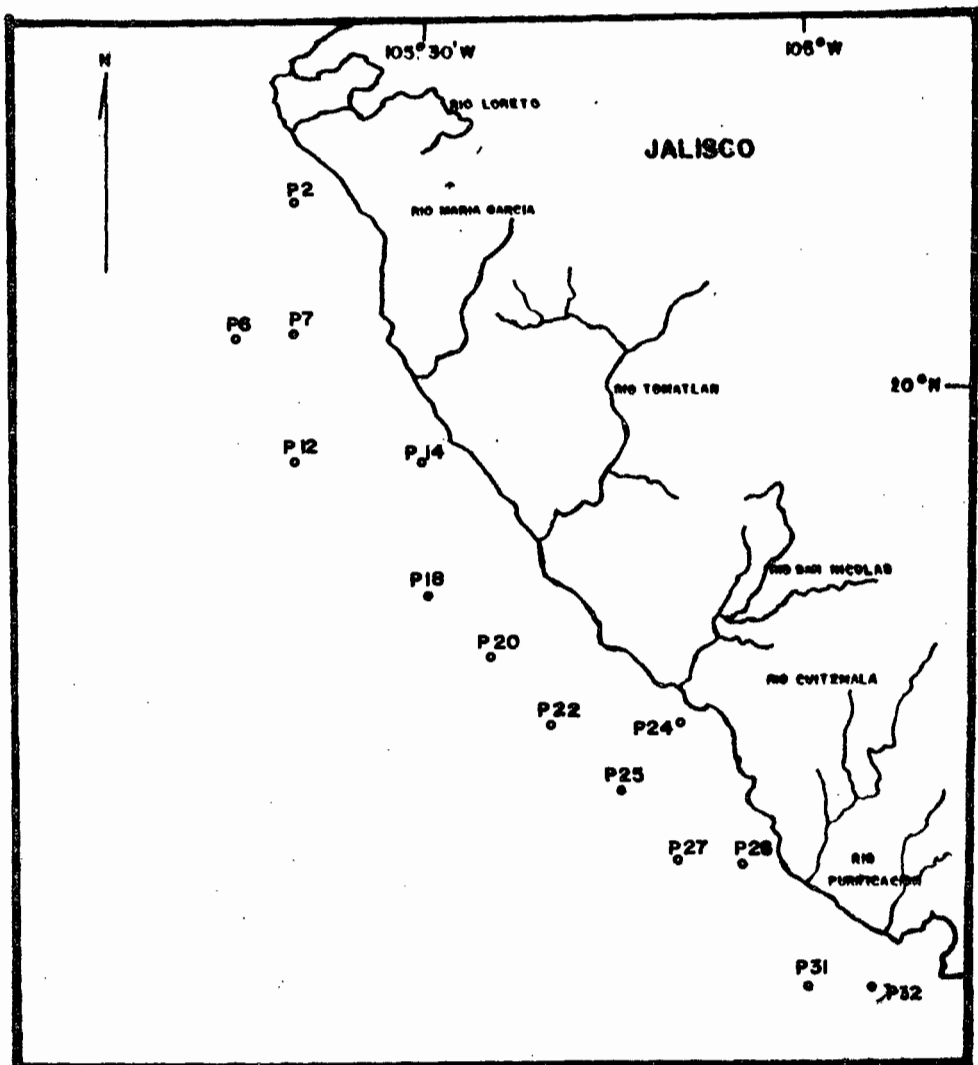 105°30'W
105°W
N
RIO LORETO
JALISCO
P2
RIO MARIA GARCIA
P6
P7
20°N
RIO TOMATLAN
P12
P14
RIO SAN NICOLAS
P18
P20
RIO CUITZMALA
P22
P24
P25
P27
P28
RIO
PURIFICACION
P31
P32